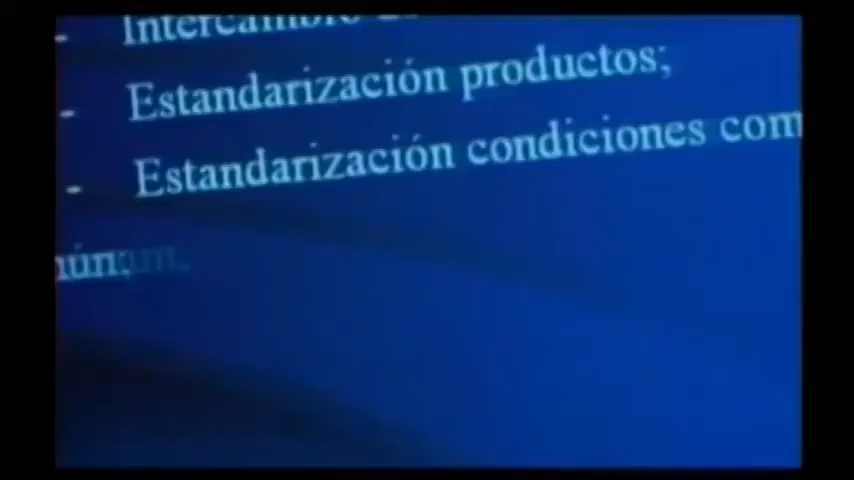 - Intercambio
- Estandarización productos;
- Estandarización condiciones com